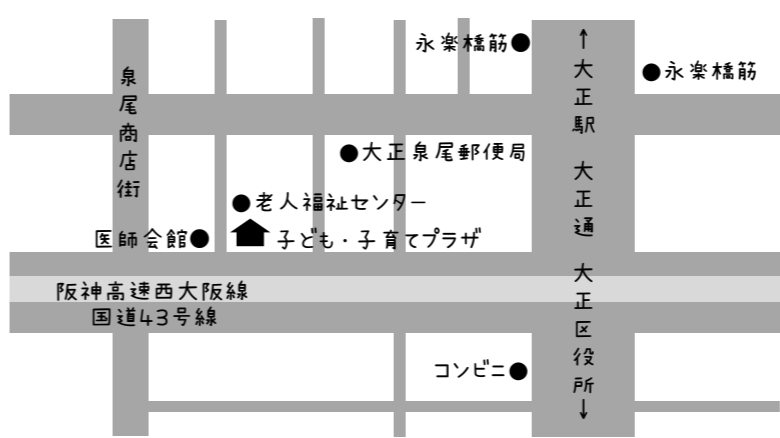 永楽橋筋
永楽橋筋
泉尾商店街
↑大正駅 大正通 大正区役所↓
大正泉尾郵便局
老人福祉センター
医師会館
子ども・子育てプラザ
阪神高速西大阪線
国道43号線
コンビニ